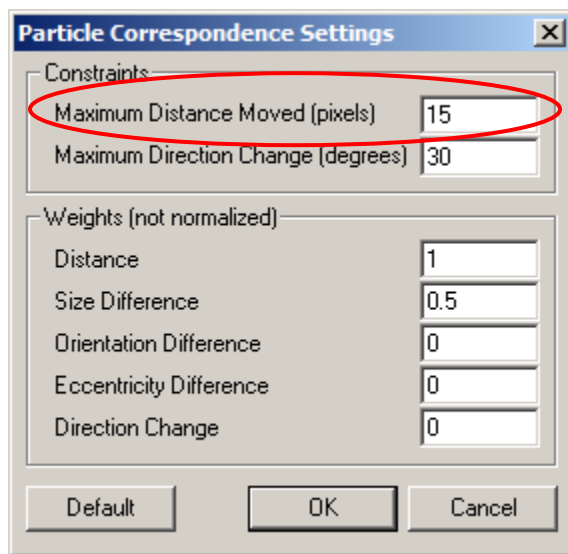 Particle Correspondence Settings
Constraints
Maximum Distance Moved (pixels) 15
Maximum Direction Change (degrees) 30
Weights (not normalized)
Distance 1
Size Difference 0.5
Orientation Difference 0
Eccentricity Difference 0
Direction Change 0
Default OK Cancel